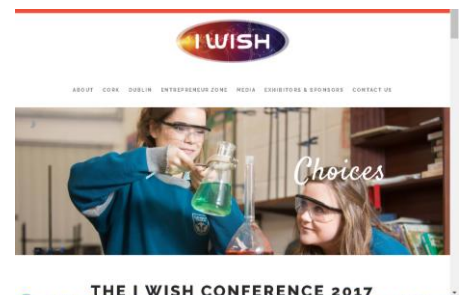 I WISH
ABOUT CORK DUBLIN ENTREPRENEUR ZONE MEDIA EXHIBITORS & SPONSORS CONTACT US
Choices
THE I WISH CONFERENCE 2017